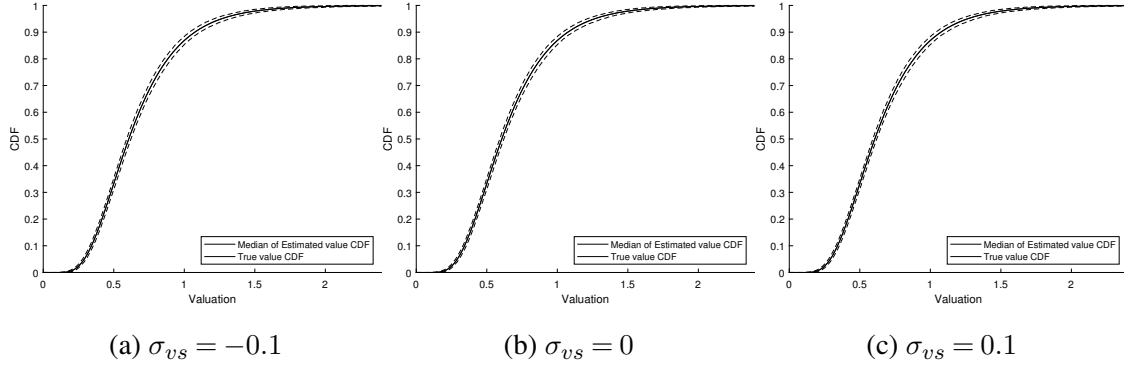 1
0.9
0.8
0.7
0.6
0.5
0.4
0.3
0.2
0.1
0
CDF
0 0.5 1 1.5 2
Valuation
Median of Estimated value CDF
True value CDF
(a) σvs = −0.1
1
0.9
0.8
0.7
0.6
0.5
0.4
0.3
0.2
0.1
0
CDF
0 0.5 1 1.5 2
Valuation
Median of Estimated value CDF
True value CDF
(b) σvs = 0
1
0.9
0.8
0.7
0.6
0.5
0.4
0.3
0.2
0.1
0
CDF
0 0.5 1 1.5 2
Valuation
Median of Estimated value CDF
True value CDF
(c) σvs = 0.1